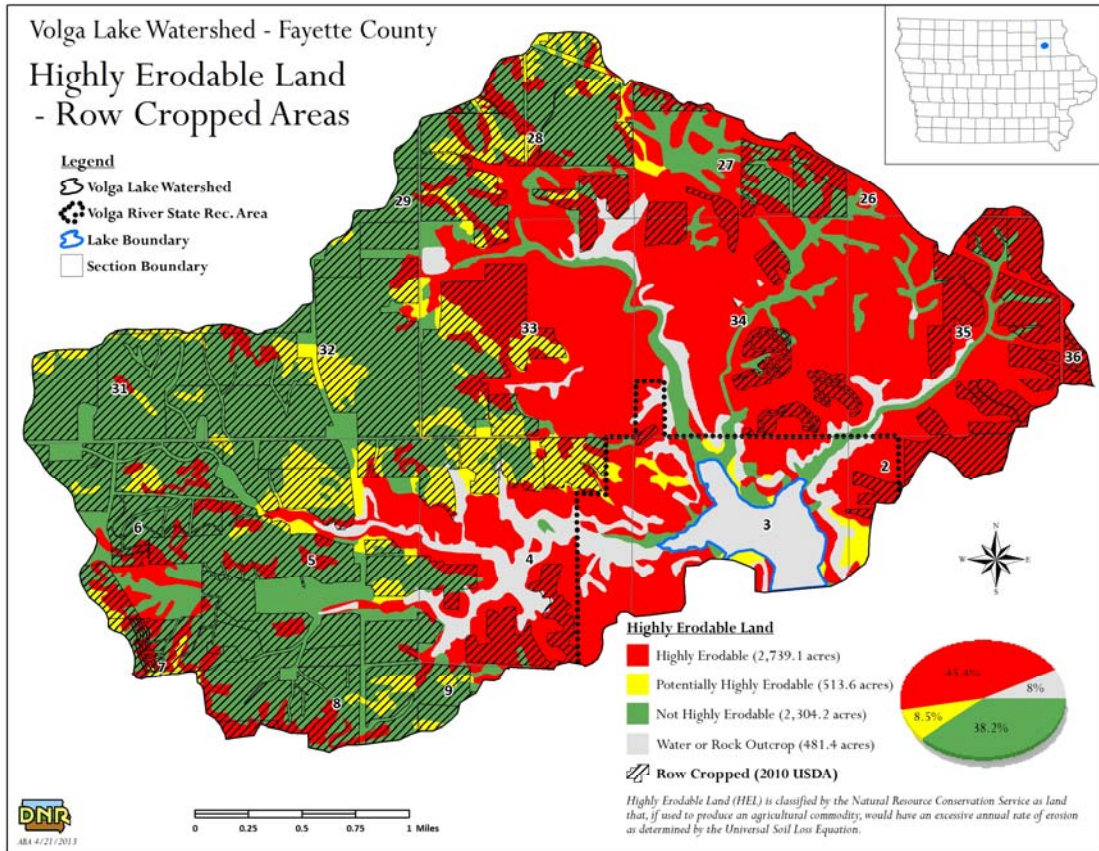 Volga Lake Watershed - Fayette County
Highly Erodable Land
- Row Cropped Areas
Legend
Volga Lake Watershed
Volga River State Rec. Area
Lake Boundary
Section Boundary
28
27
29
26
33
34
35
32
36
31
2
3
6
5
4
7
8
9
N
W
E
S
Highly Erodable Land
Highly Erodable (2,739.1 acres)
Potentially Highly Erodable (513.6 acres)
Not Highly Erodable (2,304.2 acres)
Water or Rock Outcrop (481.4 acres)
Row Cropped (2010 USDA)
45.4%
8%
8.5%
38.2%
Highly Erodable Land (HEL) is classified by the Natural Resource Conservation Service as land
that, if used to produce an agricultural commodity, would have an excessive annual rate of erosion
as determined by the Universal Soil Loss Equation.
DNR
ABA 4/21/2013
0 0.25 0.5 0.75 1 Miles